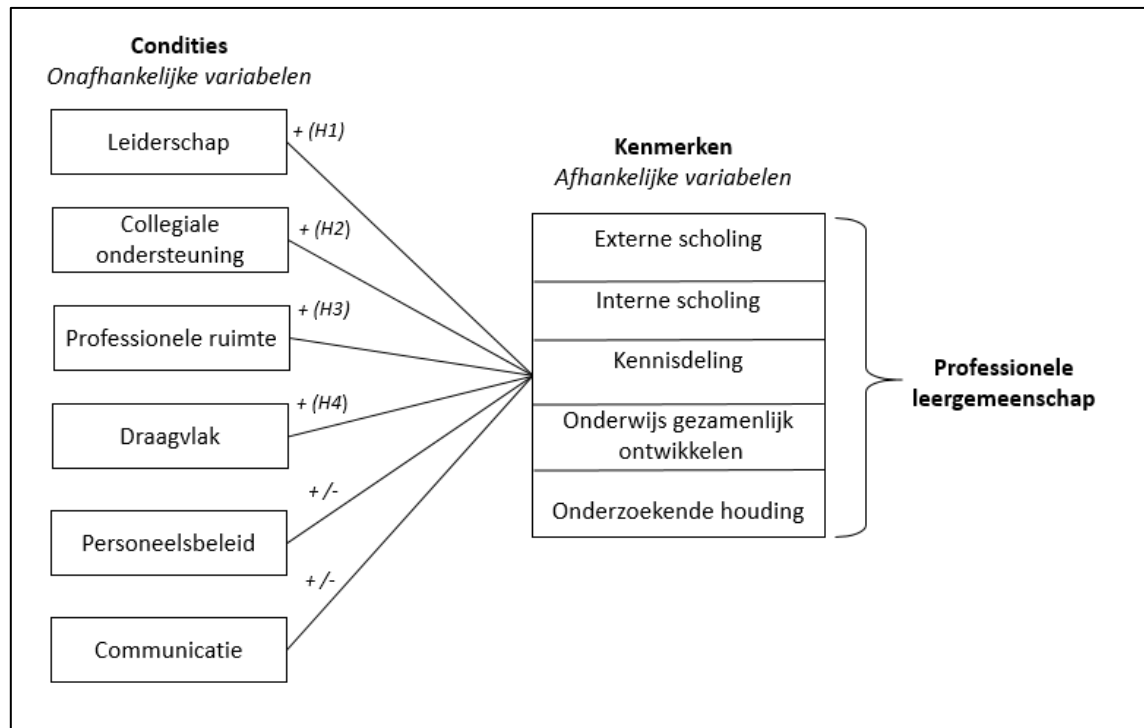 Condities
Onafhankelijke variabelen
Leiderschap
+ (H1)
Collegiale
ondersteuning
+ (H2)
Professionele ruimte
+ (H3)
Draagvlak
+ (H4)
Personeelsbeleid
+ /-
Communicatie
+ /-
Kenmerken
Afhankelijke variabelen
Externe scholing
Interne scholing
Kennisdeling
Onderwijs gezamenlijk
ontwikkelen
Onderzoekende houding
Professionele
leergemeenschap